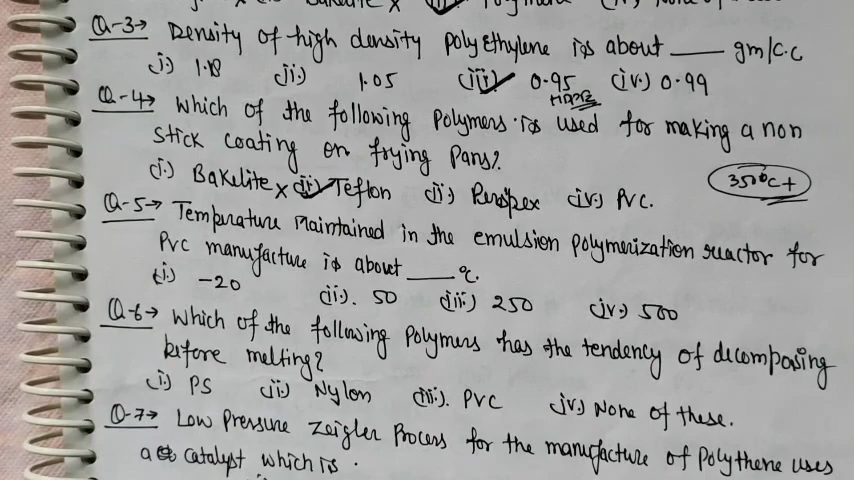 Bakelite x
Q-3→ Density of high density polyethylene is about ___ gm/c.c
(i.) 1.18 (ii.) 1.05 (iii) 0.95 (iv.) 0.99
HDPE
Q-4→ Which of the following polymers is used for making a non
stick coating on frying pans?
(i.) Bakelite x (ii) Teflon (ii) Perspex (iv.) PVC.
350°C+
Q-5→ Temperature Maintained in the emulsion polymerization reactor for
PVC manufacture is about ___ °C.
(i.) -20 (ii.). 50 (iii.) 250 (iv.) 500
Q-6→ Which of the following polymers has the tendency of decomposing
before melting?
(i.) PS (ii.) Nylon (iii.). PVC (iv.) None of these.
Q-7→ Low Pressure Zeigler Process for the manufacture of polythene uses
a catalyst which is.